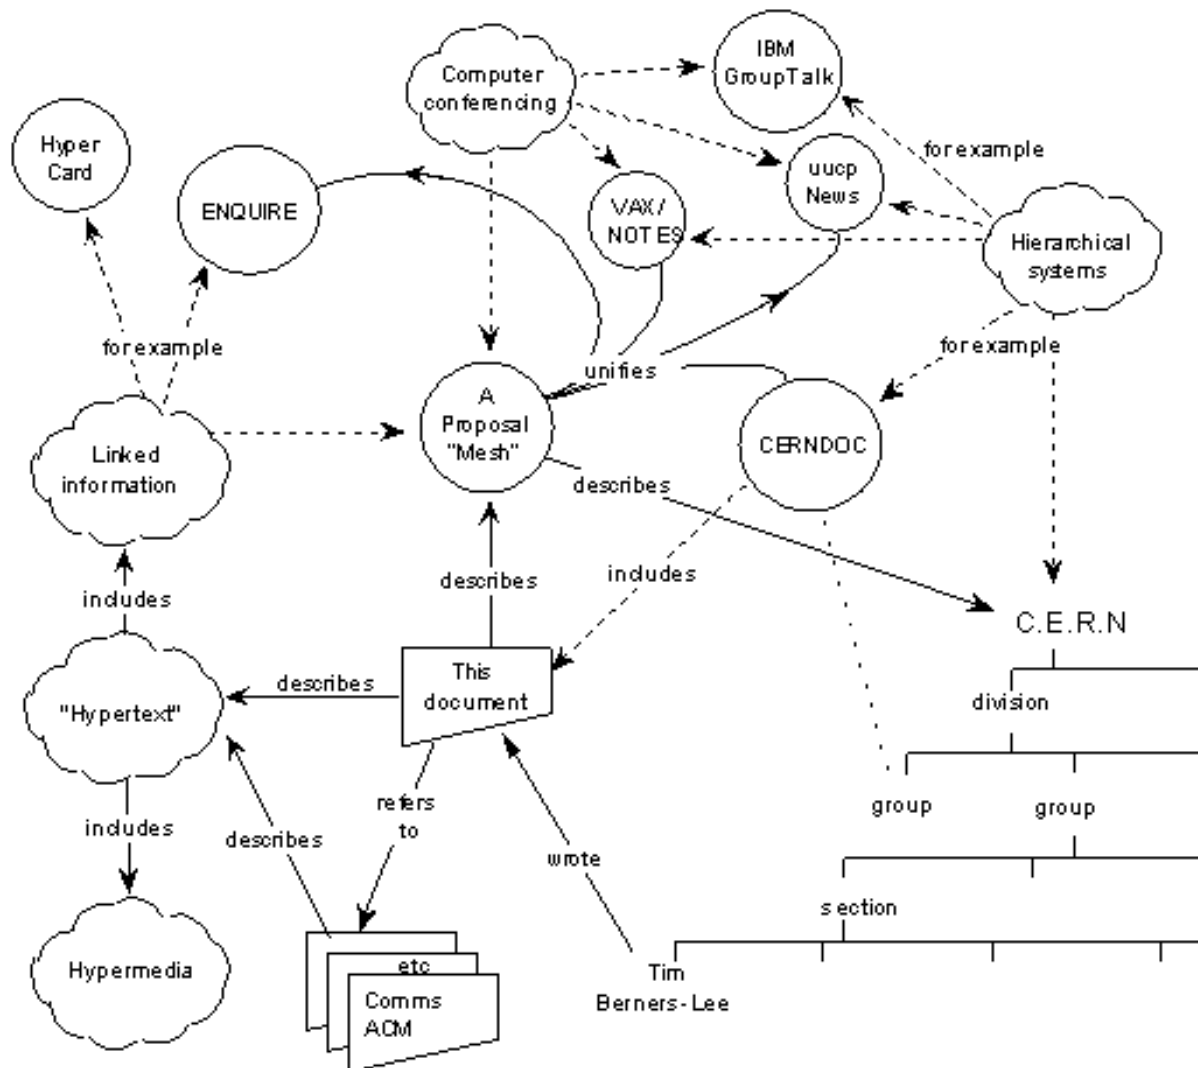 IBM
GroupTalk
Computer
conferencing
Hyper
Card
for example
uucp
News
ENQUIRE
VAX/
NOTES
Hierarchical
systems
for example
for example
unifies
A
Proposal
"Mesh"
Linked
information
CERNDOC
describes
describes
includes
includes
C.E.R.N
This
document
describes
"Hypertext"
division
refers
to
group
group
includes
describes
wrote
section
Hypermedia
etc
Comms
ACM
Tim
Berners-Lee